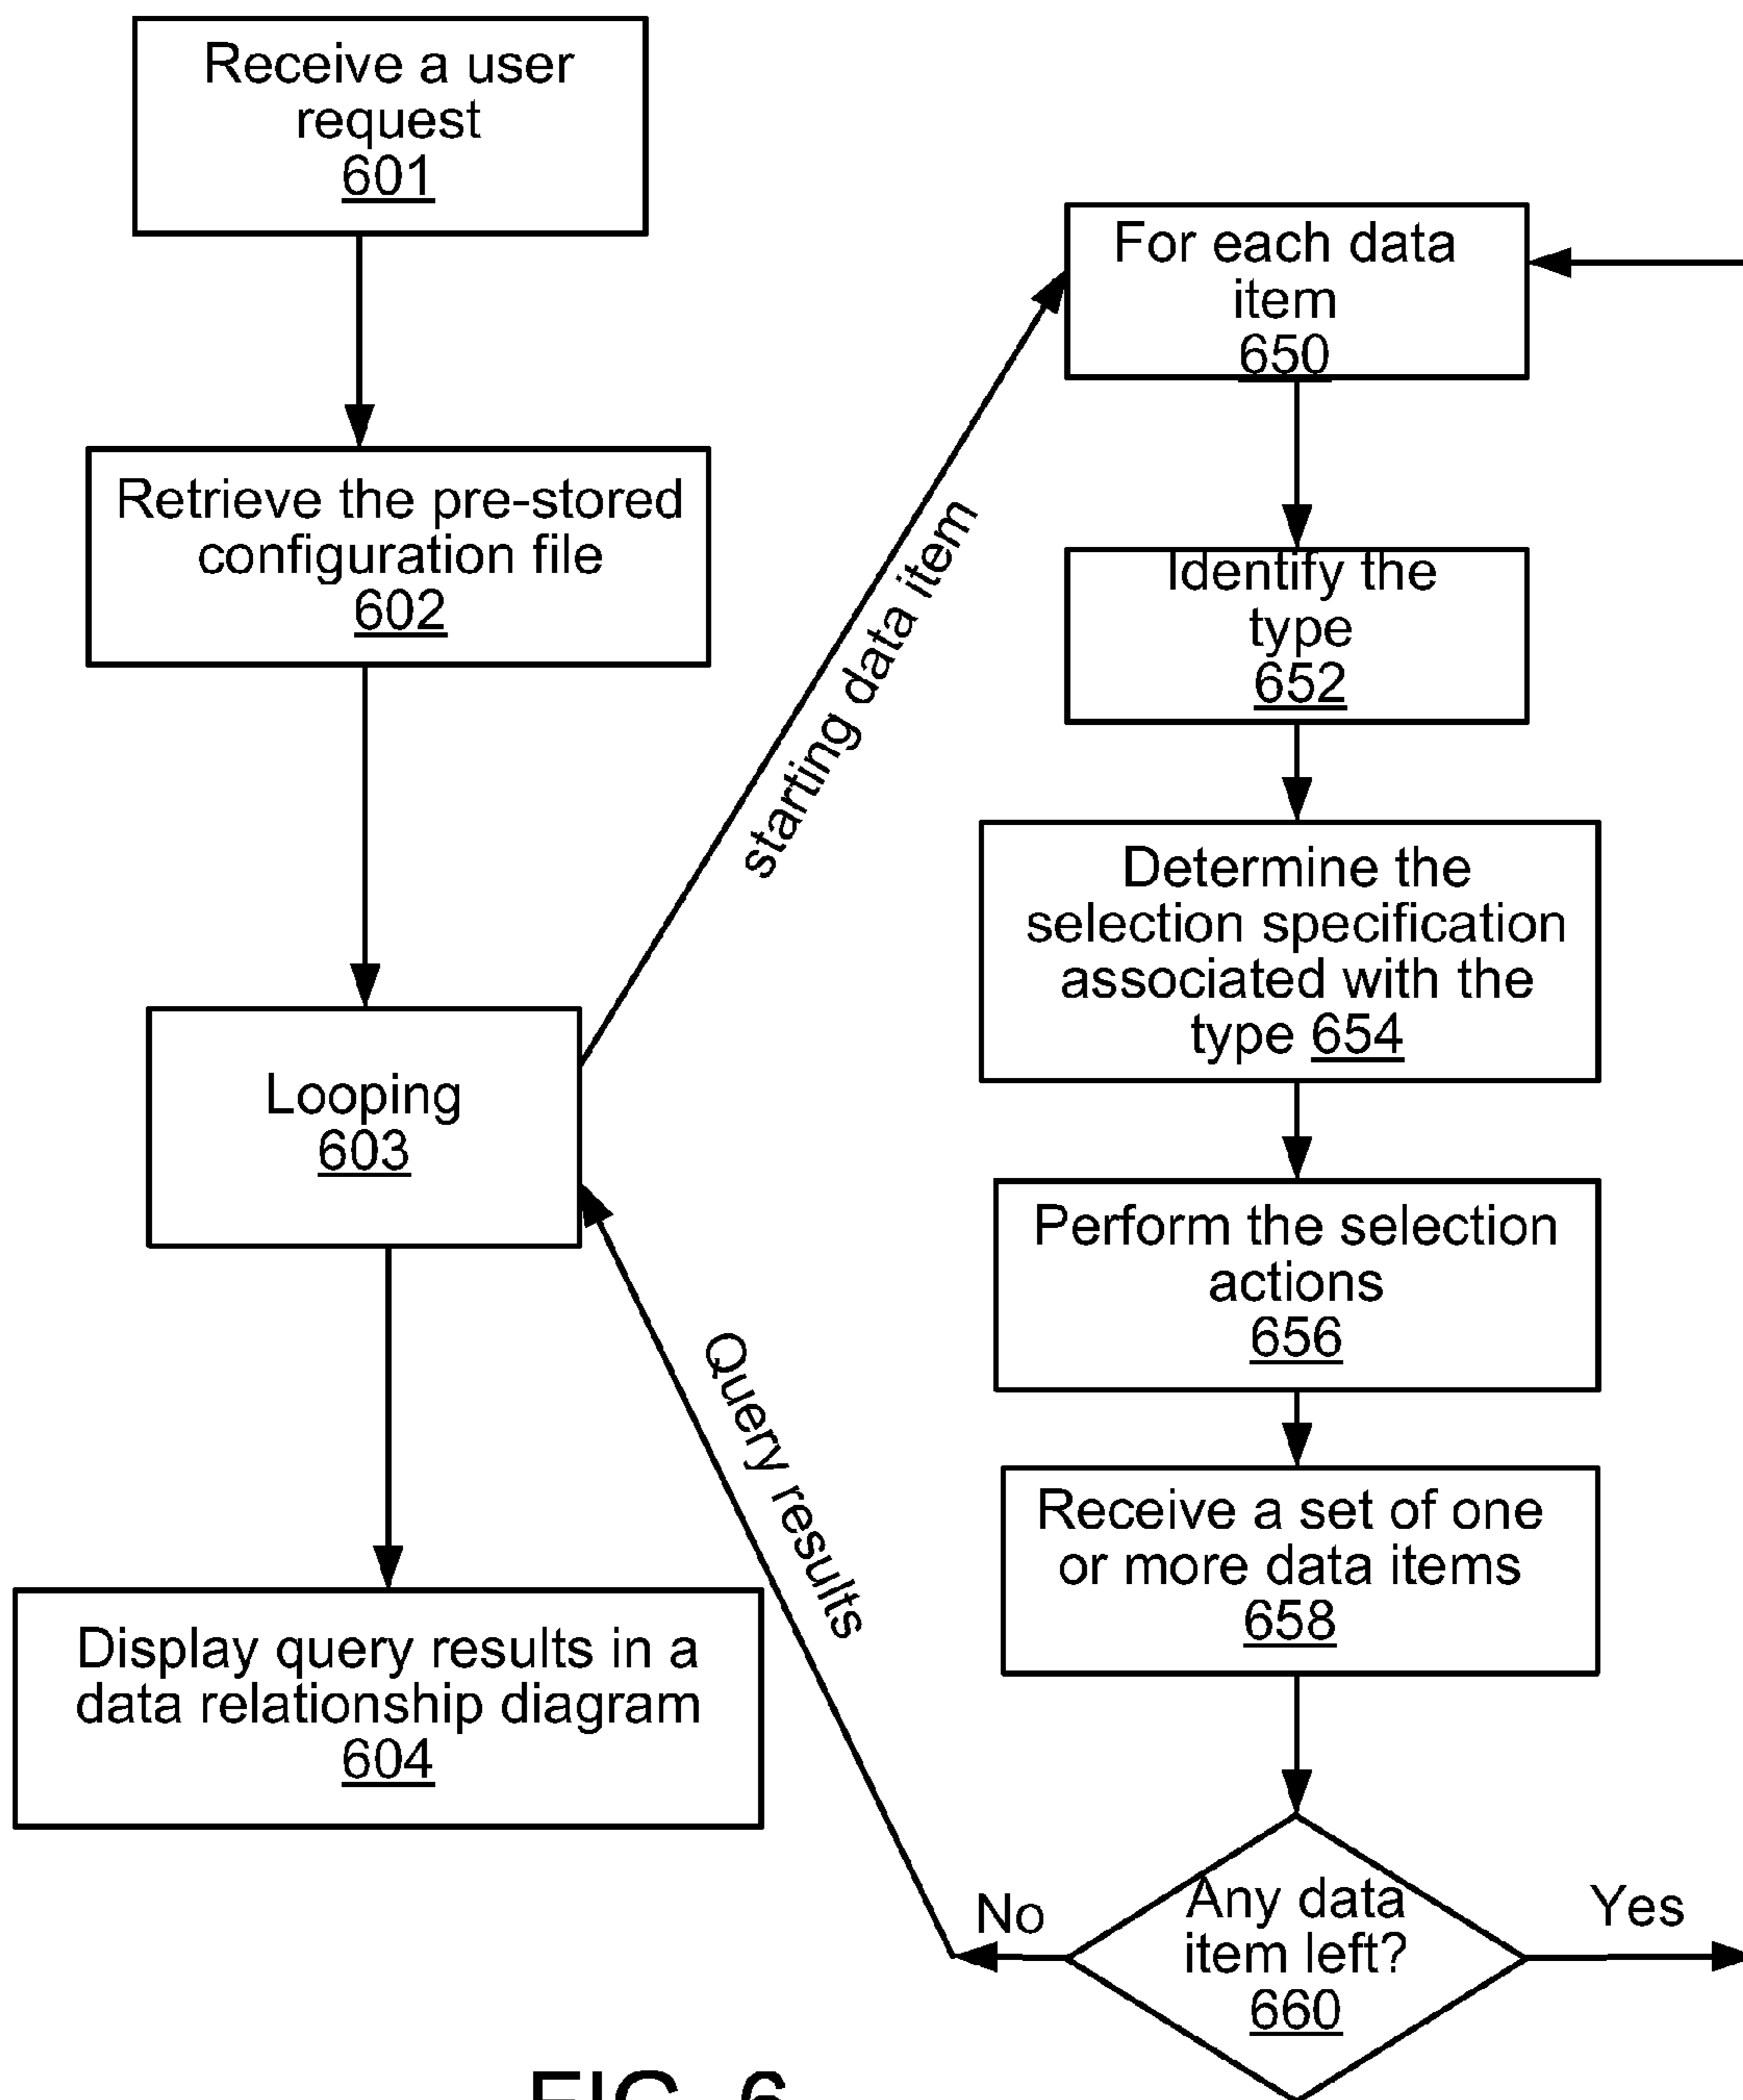 Receive a user
request
601
Retrieve the pre-stored
configuration file
602
Looping
603
Display query results in a
data relationship diagram
604
starting data item
Query results
For each data
item
650
Identify the
type
652
Determine the
selection specification
associated with the
type 654
Perform the selection
actions
656
Receive a set of one
or more data items
658
Any data
item left?
660
No
Yes
FIG. 6